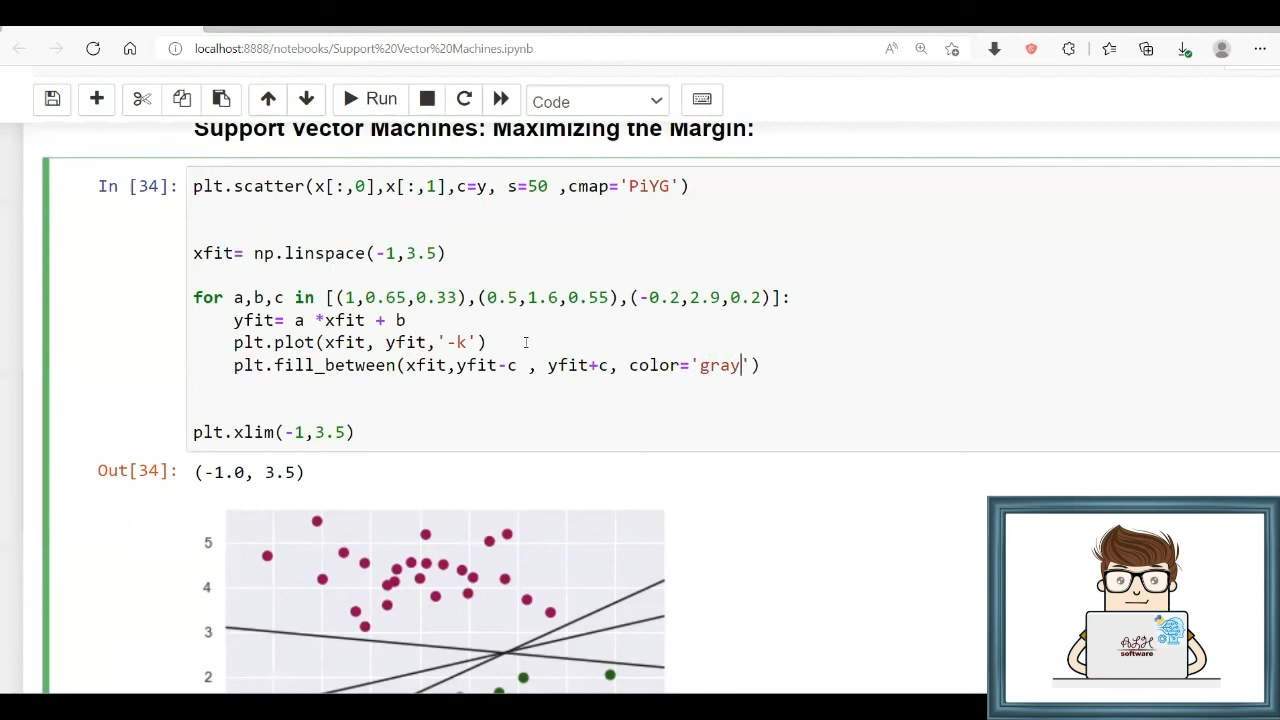 localhost:8888/notebooks/Support%20Vector%20Machines.ipynb
Run
Code
Support Vector Machines: Maximizing the Margin:
In [34]: plt.scatter(x[:,0],x[:,1],c=y, s=50 ,cmap='PiYG')
xfit= np.linspace(-1,3.5)
for a,b,c in [(1,0.65,0.33),(0.5,1.6,0.55),(-0.2,2.9,0.2)]:
yfit= a *xfit + b
plt.plot(xfit, yfit,'-k')
plt.fill_between(xfit,yfit-c , yfit+c, color='gray')
plt.xlim(-1,3.5)
Out[34]: (-1.0, 3.5)
5
4
3
2
software